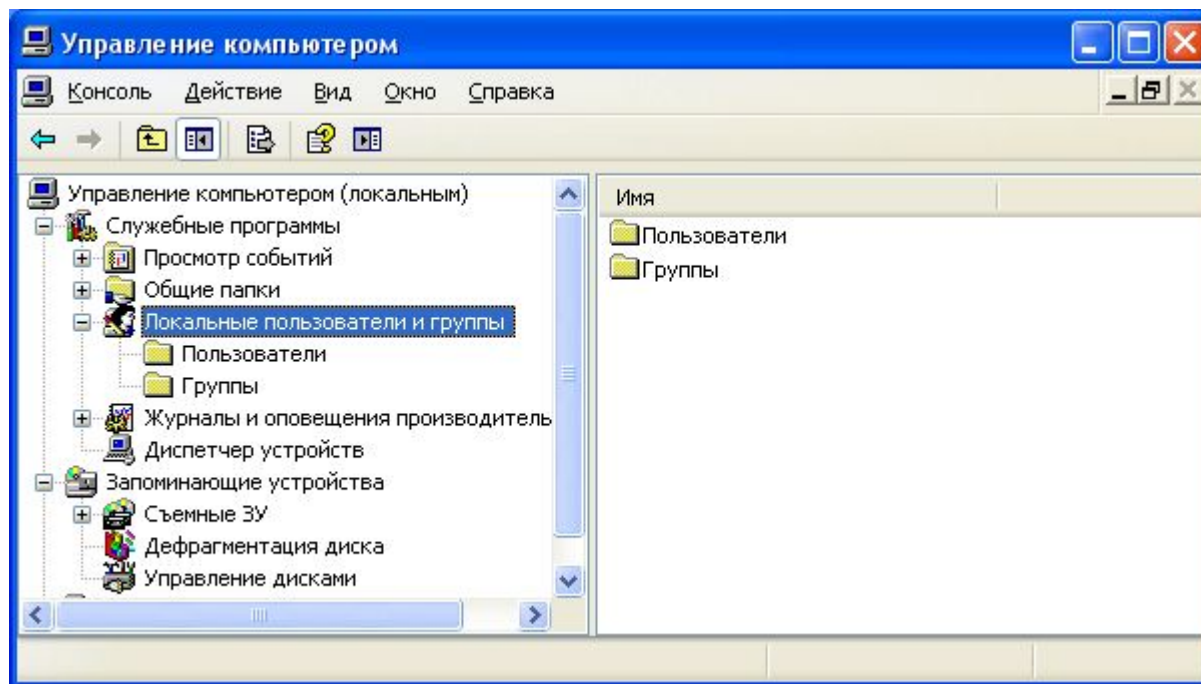 Управление компьютером
Консоль Действие Вид Окно Справка
Управление компьютером (локальным)
Служебные программы
Просмотр событий
Общие папки
Локальные пользователи и группы
Пользователи
Группы
Журналы и оповещения производитель
Диспетчер устройств
Запоминающие устройства
Съемные ЗУ
Дефрагментация диска
Управление дисками
Имя
Пользователи
Группы